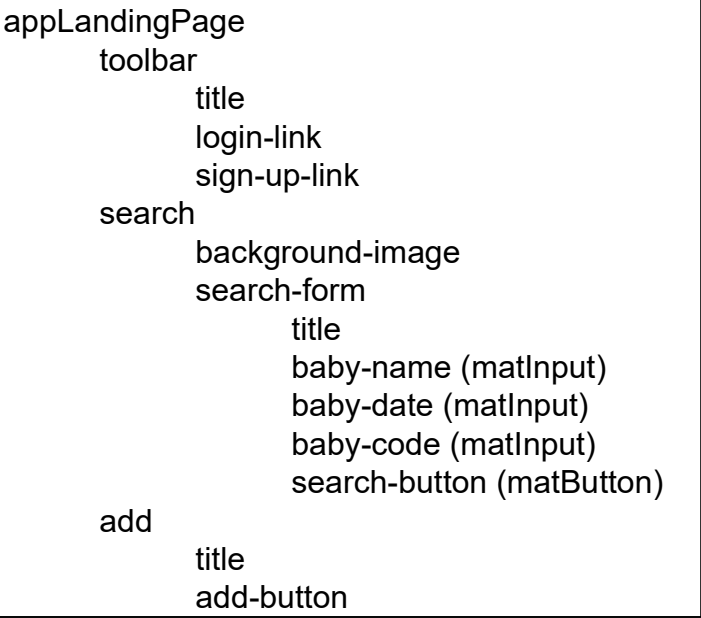 appLandingPage
toolbar
title
login-link
sign-up-link
search
background-image
search-form
title
baby-name (matInput)
baby-date (matInput)
baby-code (matInput)
search-button (matButton)
add
title
add-button